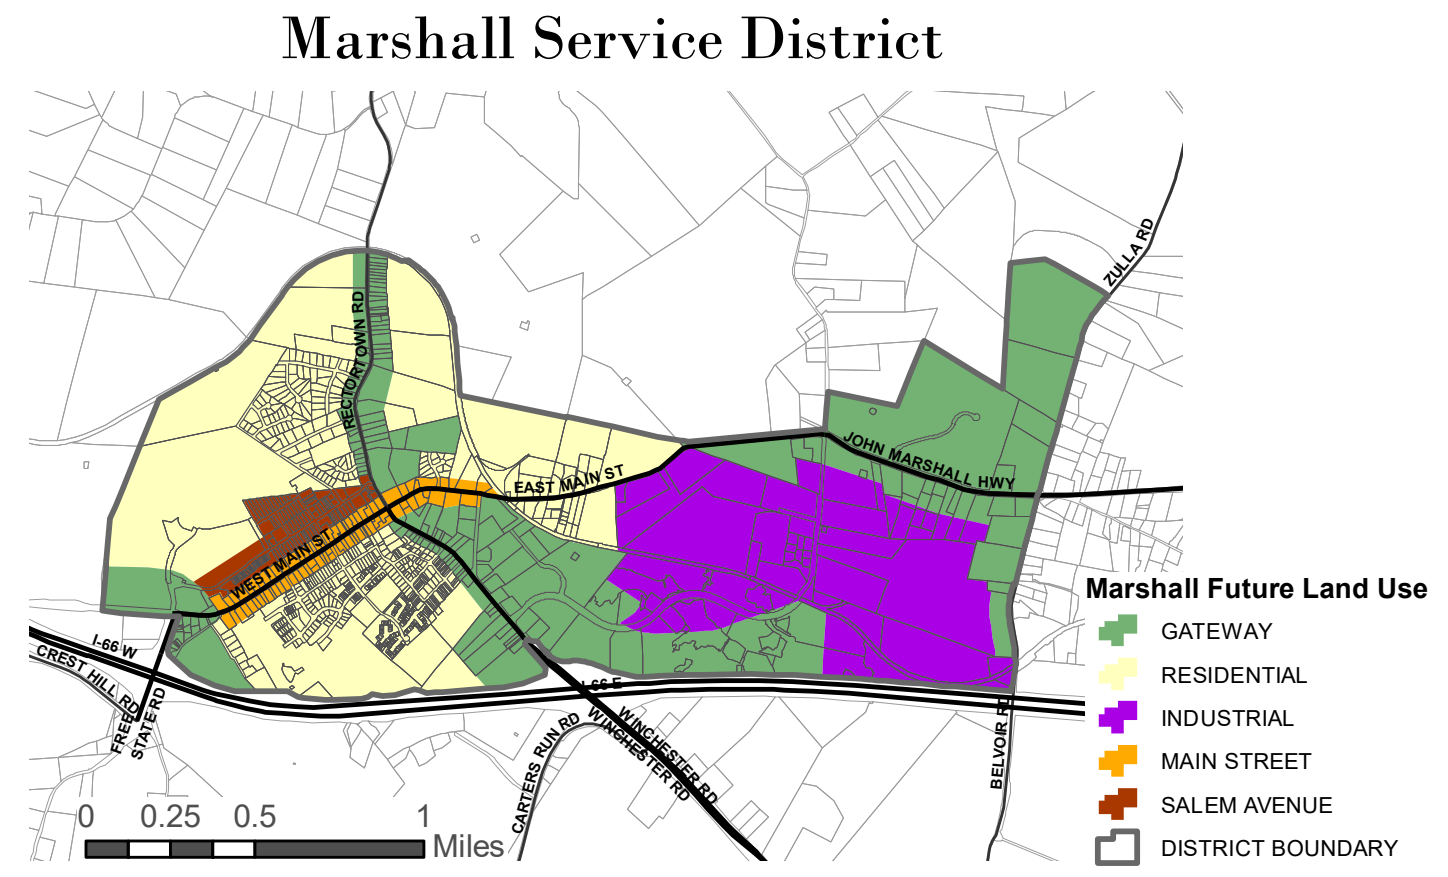 Marshall Service District
ZULLA RD
RECTORTOWN RD
JOHN MARSHALL HWY
EAST MAIN ST
WEST MAIN ST
I-66 W
CREST HILL RD
FREE
STATE RD
I-66 E
WINCHESTER RD
WINCHESTER RD
CARTERS RUN RD
BELVOIR RD
0 0.25 0.5 1
Miles
Marshall Future Land Use
GATEWAY
RESIDENTIAL
INDUSTRIAL
MAIN STREET
SALEM AVENUE
DISTRICT BOUNDARY